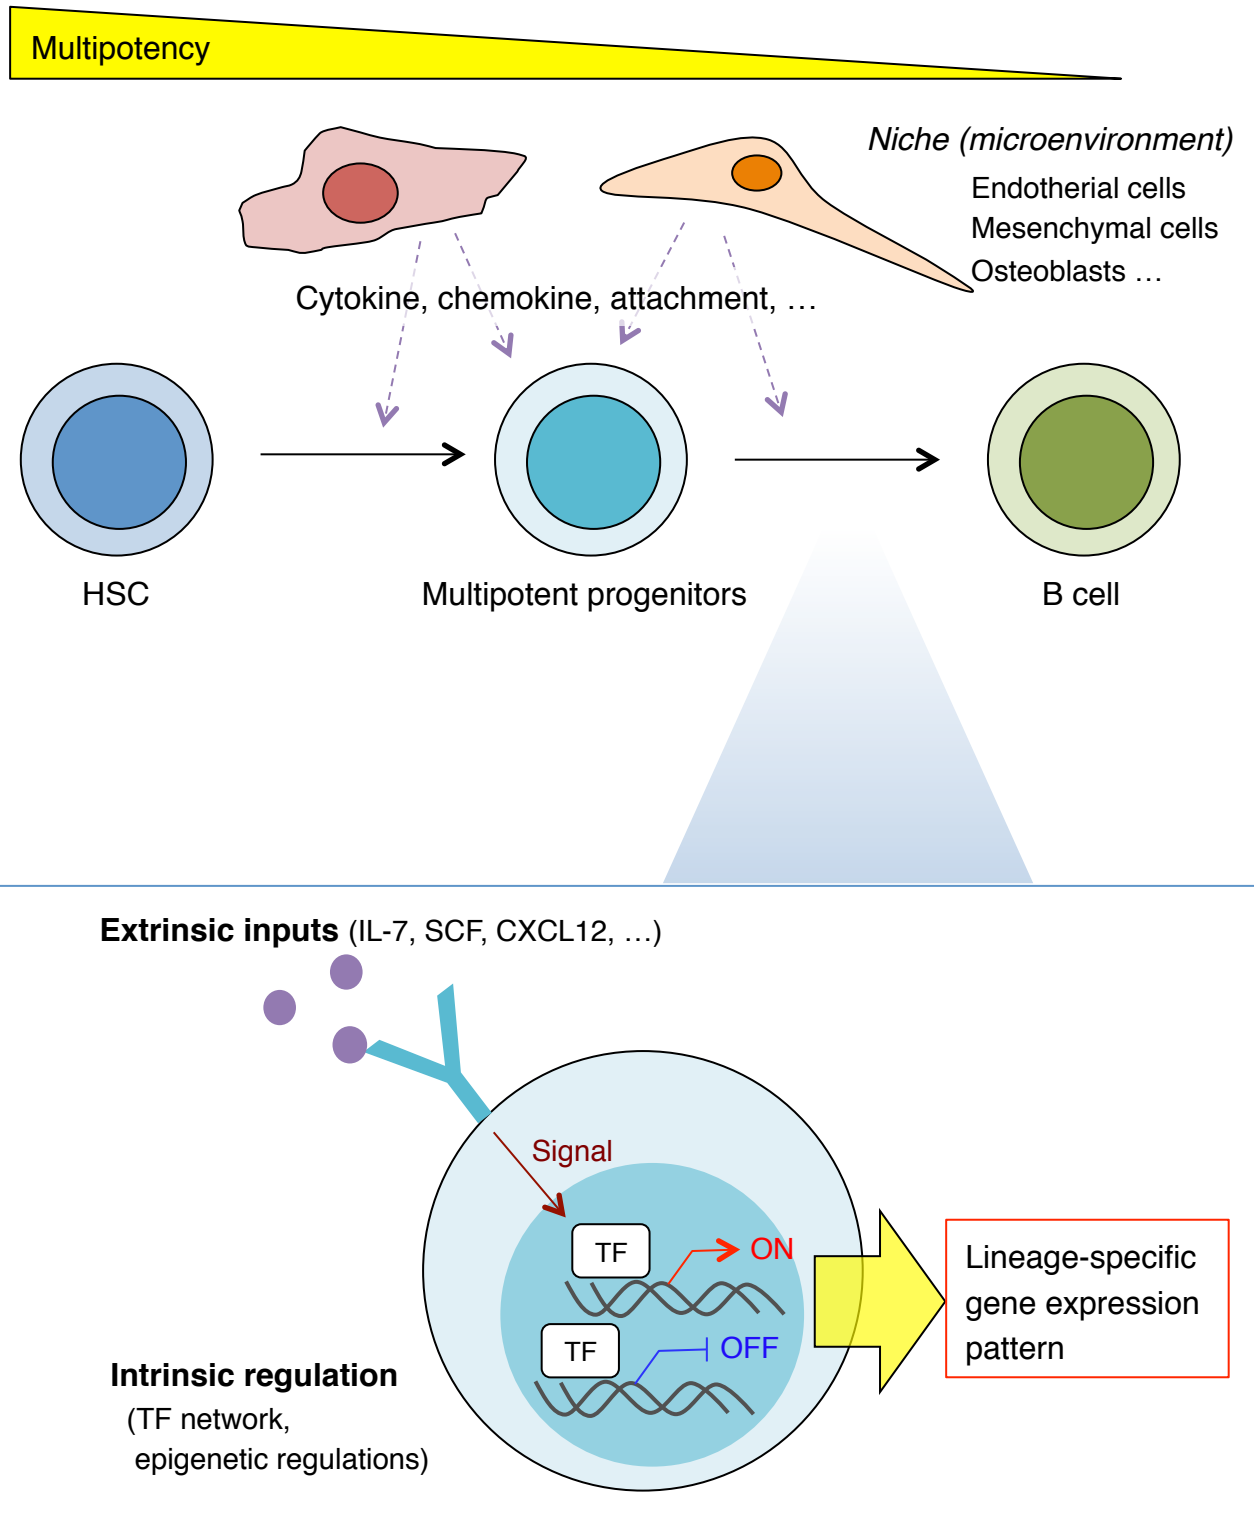 Multipotency
Niche (microenvironment)
Endotherial cells
Mesenchymal cells
Osteoblasts …
Cytokine, chemokine, attachment, …
HSC
Multipotent progenitors
B cell
Extrinsic inputs (IL-7, SCF, CXCL12, …)
Signal
TF
ON
TF
OFF
Lineage-specific
gene expression
pattern
Intrinsic regulation
(TF network,
epigenetic regulations)